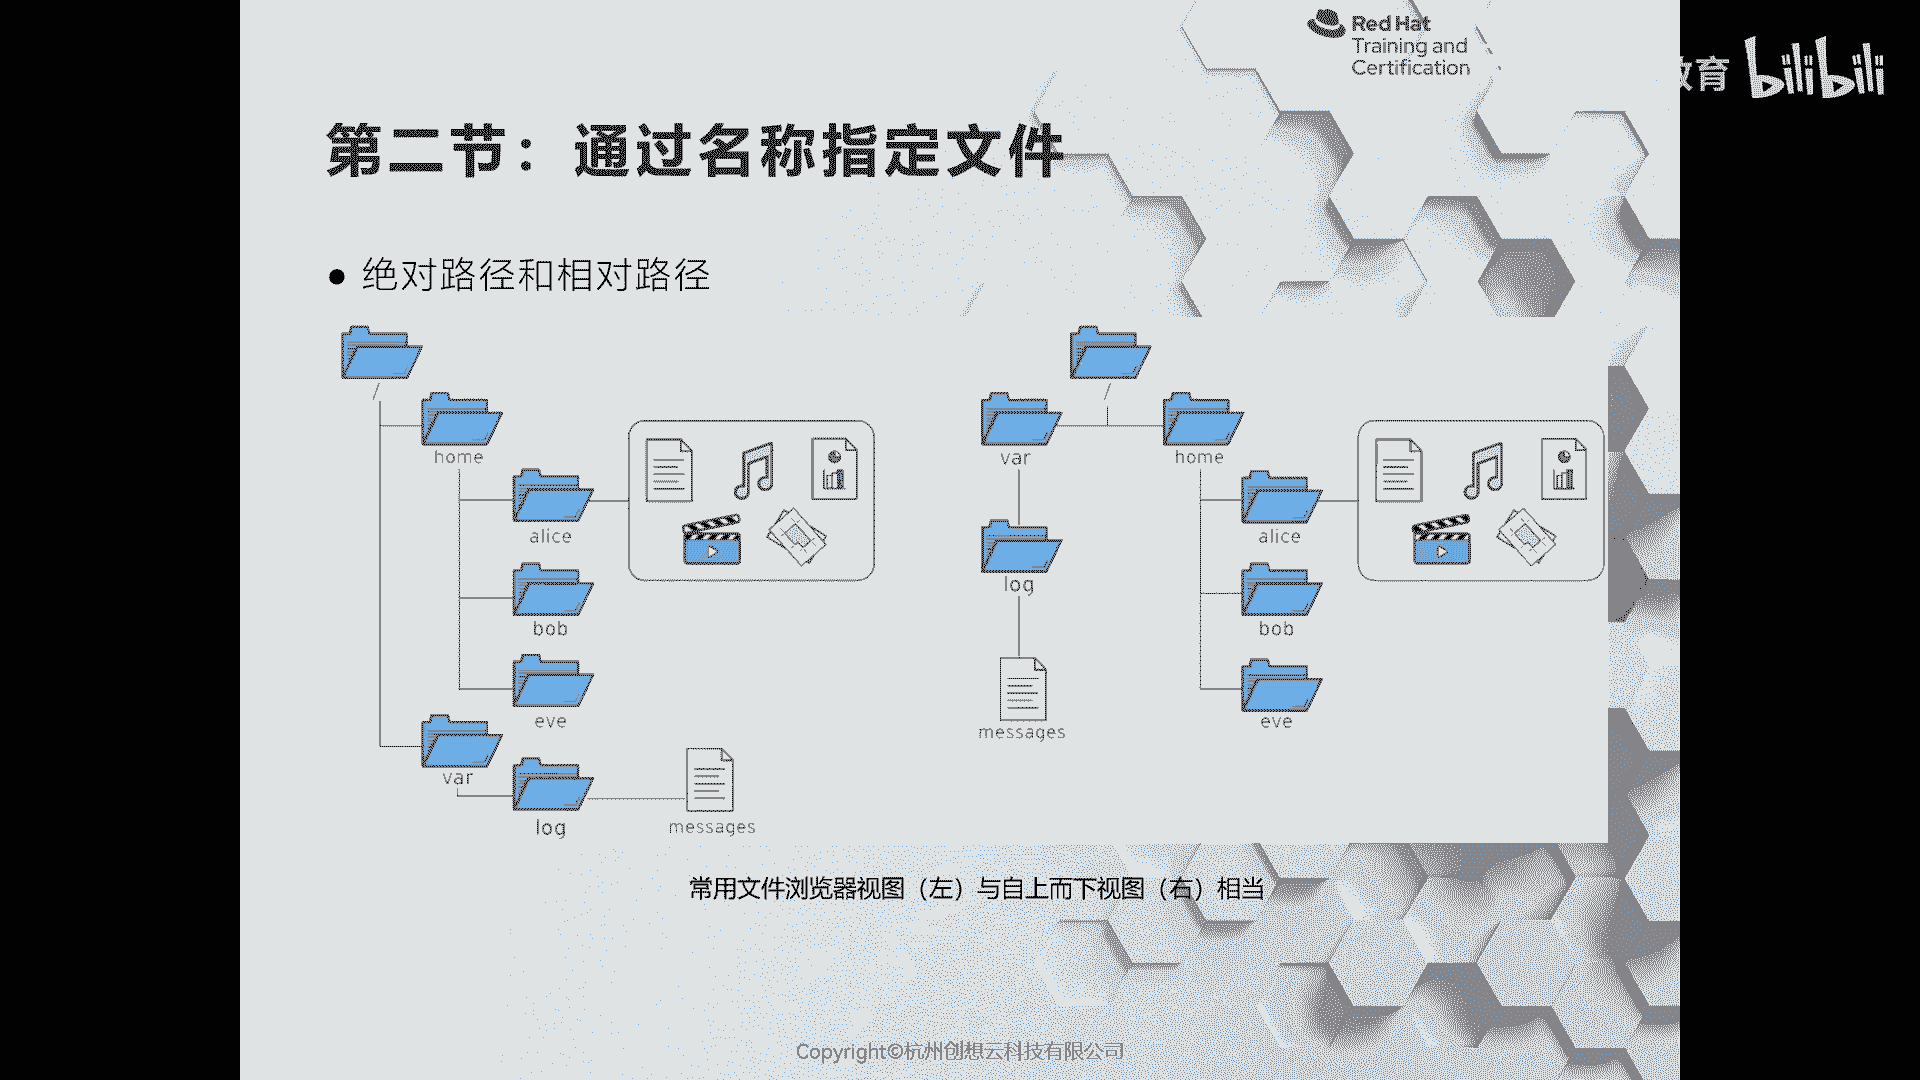 Red Hat
Training and
Certification
教育 bilibili
第二节：通过名称指定文件
● 绝对路径和相对路径
/
home
alice
bob
eve
var
log
messages
/
var
home
log
alice
bob
messages
eve
常用文件浏览器视图（左）与自上而下视图（右）相当
Copyright©杭州创想云科技有限公司